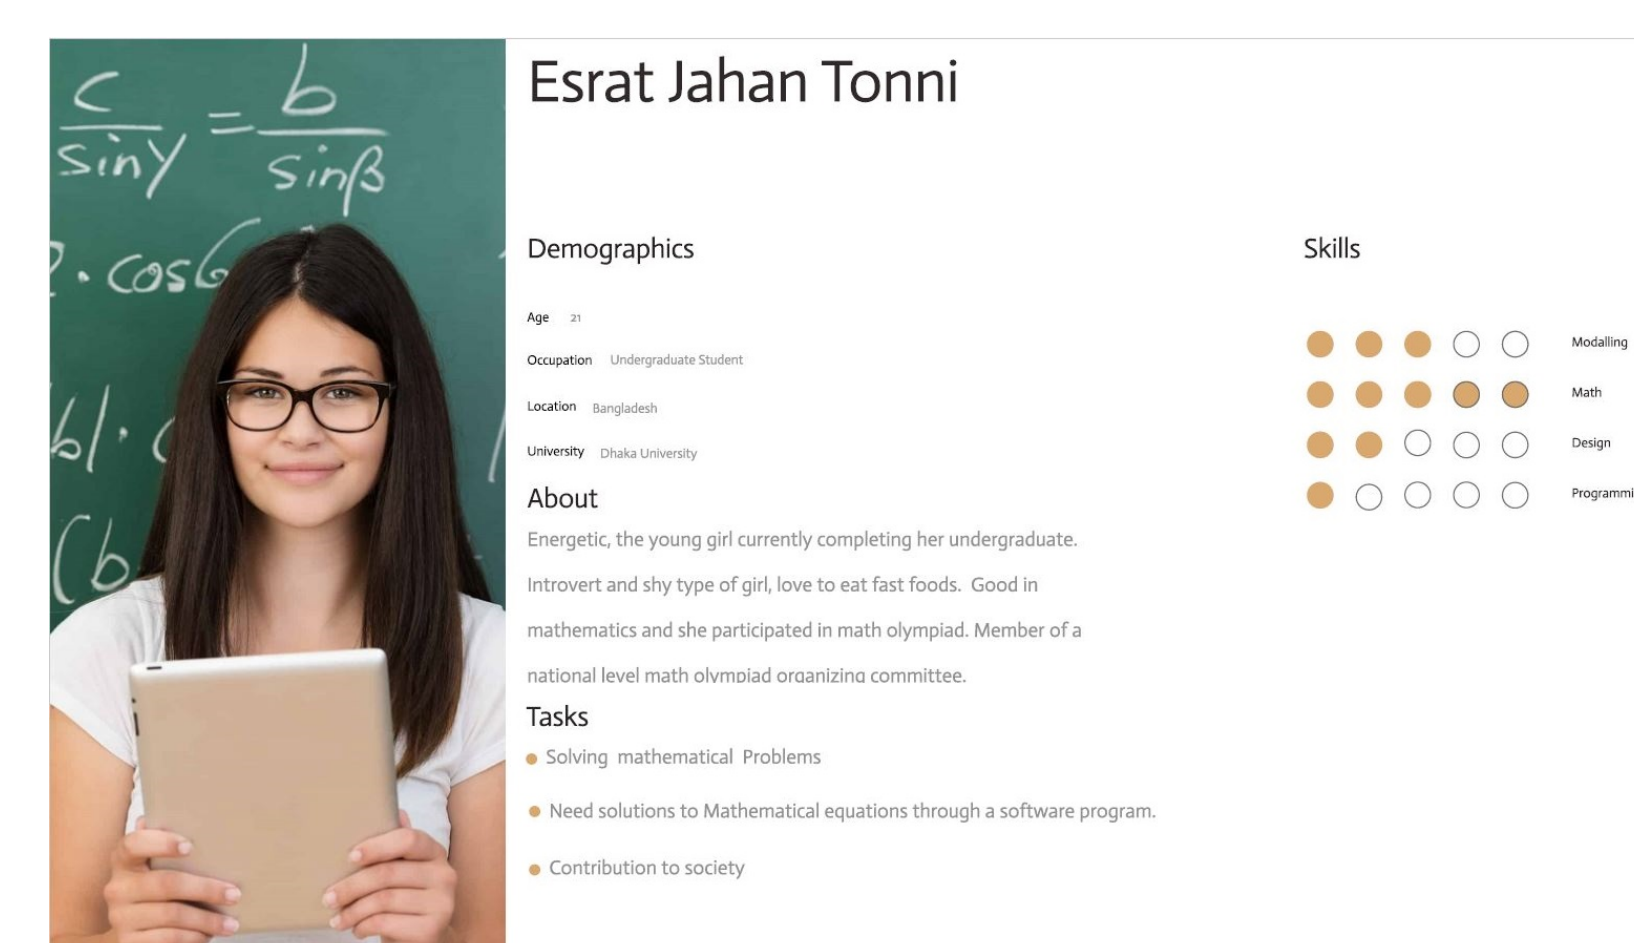 c = b
siny sinβ
· cos
b| ·
(b
Esrat Jahan Tonni
Demographics
Age 21
Occupation Undergraduate Student
Location Bangladesh
University Dhaka University
About
Energetic, the young girl currently completing her undergraduate.
Introvert and shy type of girl, love to eat fast foods. Good in
mathematics and she participated in math olympiad. Member of a
national level math olympiad organizing committee.
Tasks
Solving mathematical Problems
Need solutions to Mathematical equations through a software program.
Contribution to society
Skills
Modalling
Math
Design
Programmi